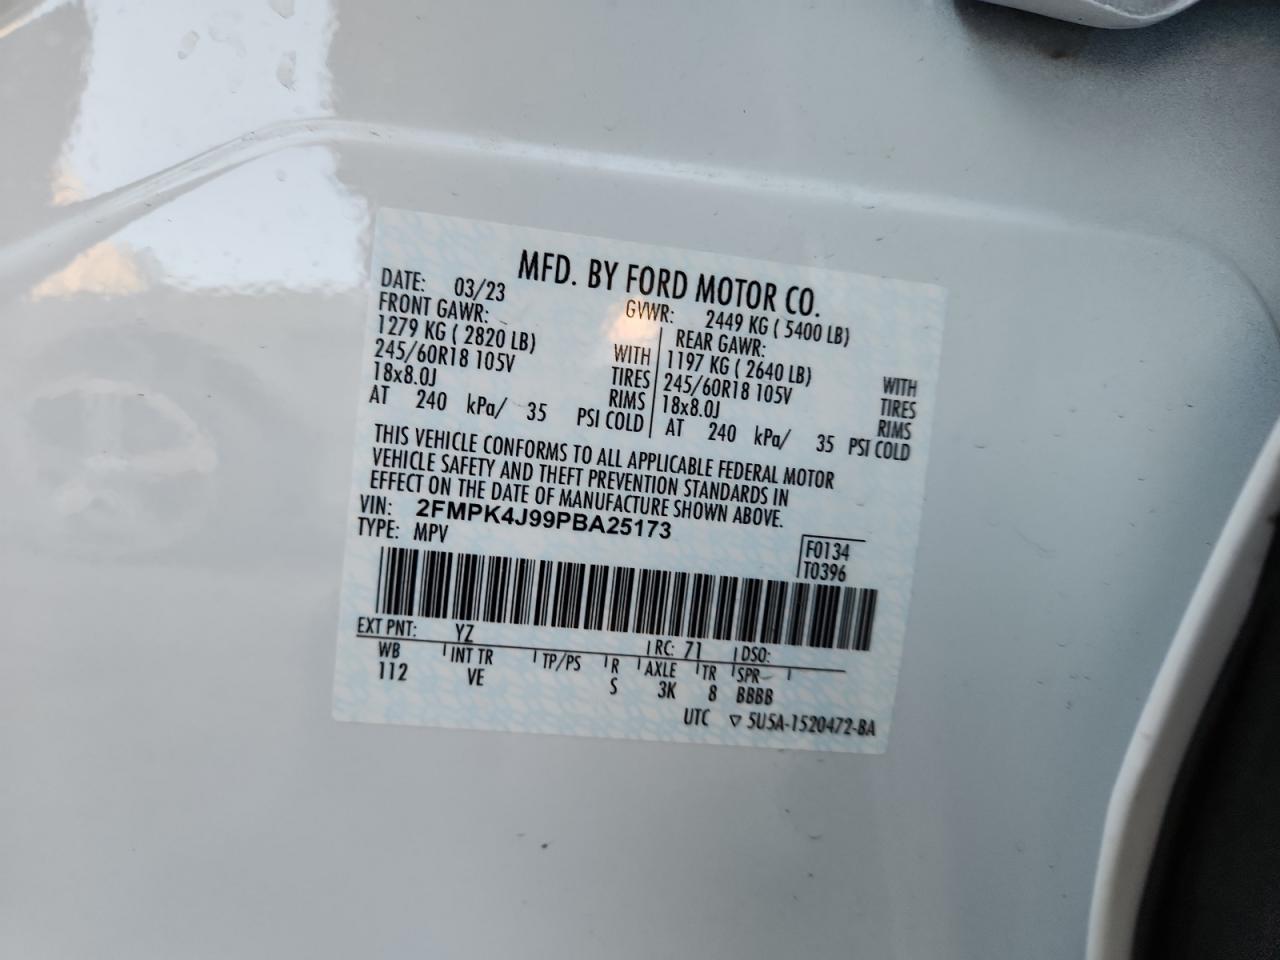 MFD. BY FORD MOTOR CO.
DATE: 03/23 GVWR: 2449 KG ( 5400 LB)
FRONT GAWR: REAR GAWR:
1279 KG ( 2820 LB) WITH 1197 KG ( 2640 LB) WITH
245/60R18 105V TIRES 245/60R18 105V TIRES
18x8.0J RIMS 18x8.0J RIMS
AT 240 kPa/ 35 PSI COLD AT 240 kPa/ 35 PSI COLD
THIS VEHICLE CONFORMS TO ALL APPLICABLE FEDERAL MOTOR
VEHICLE SAFETY AND THEFT PREVENTION STANDARDS IN
EFFECT ON THE DATE OF MANUFACTURE SHOWN ABOVE.
VIN: 2FMPK4J99PBA25173
TYPE: MPV
F0134
T0396
EXT PNT: YZ RC: 71 DSO:
WB INT TR TP/PS R AXLE TR SPR
112 VE S 3K 8 BBBB
UTC ▽ 5U5A-1520472-BA